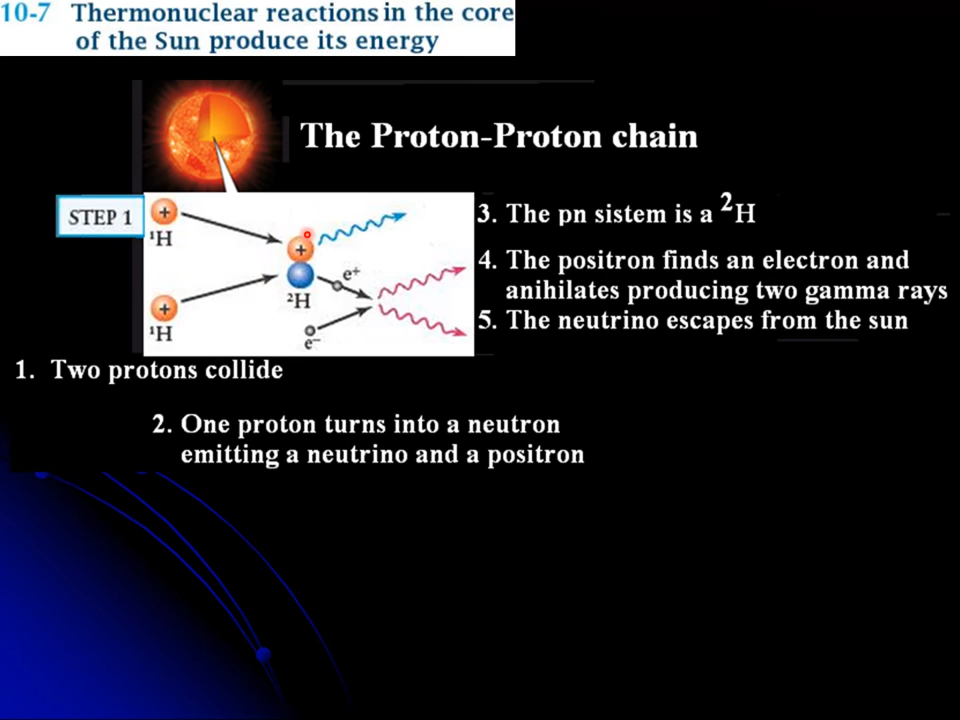 10-7 Thermonuclear reactions in the core
of the Sun produce its energy
The Proton-Proton chain
STEP 1
¹H
¹H
²H
e⁺
e⁻
1. Two protons collide
2. One proton turns into a neutron
emitting a neutrino and a positron
3. The pn sistem is a ²H
4. The positron finds an electron and
anihilates producing two gamma rays
5. The neutrino escapes from the sun